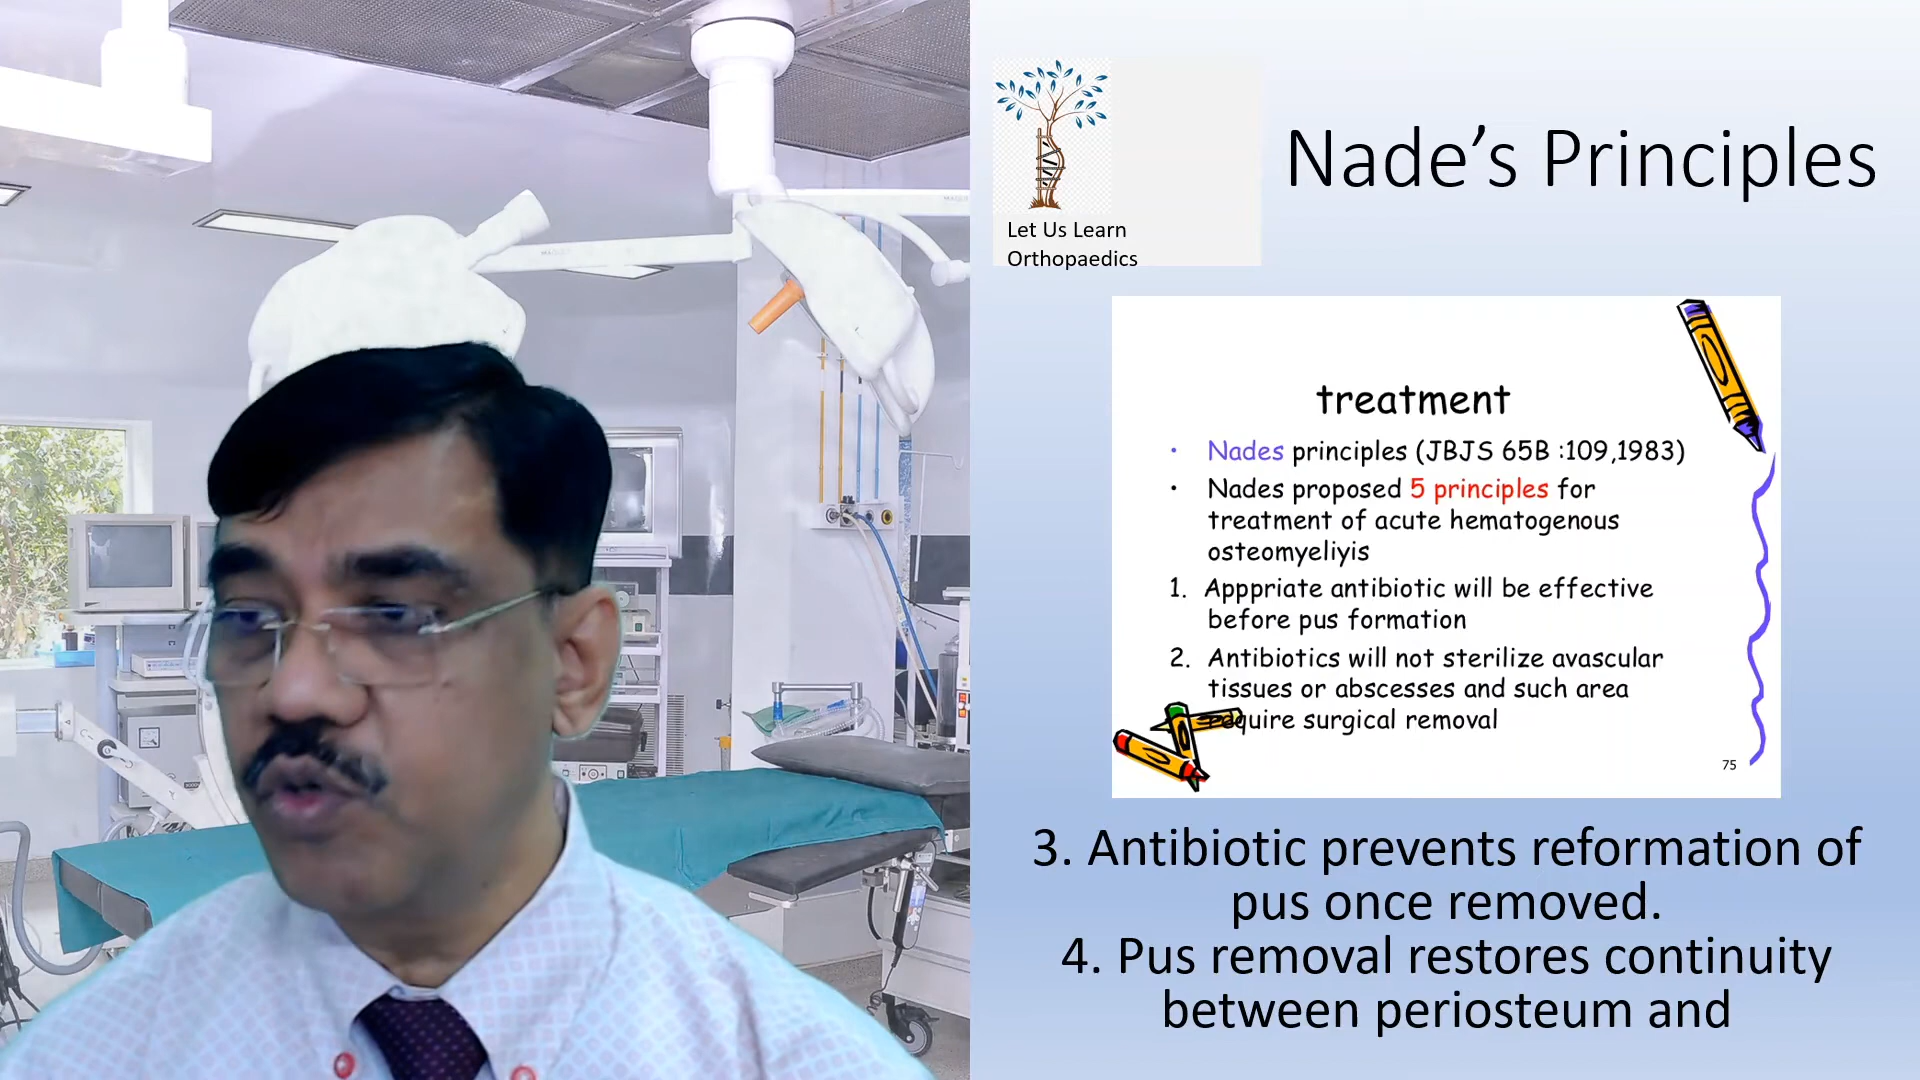 Let Us Learn
Orthopaedics
Nade’s Principles
treatment
• Nades principles (JBJS 65B :109,1983)
• Nades proposed 5 principles for
treatment of acute hematogenous
osteomyeliyis
1. Apppriate antibiotic will be effective
before pus formation
2. Antibiotics will not sterilize avascular
tissues or abscesses and such area
require surgical removal
75
3. Antibiotic prevents reformation of
pus once removed.
4. Pus removal restores continuity
between periosteum and